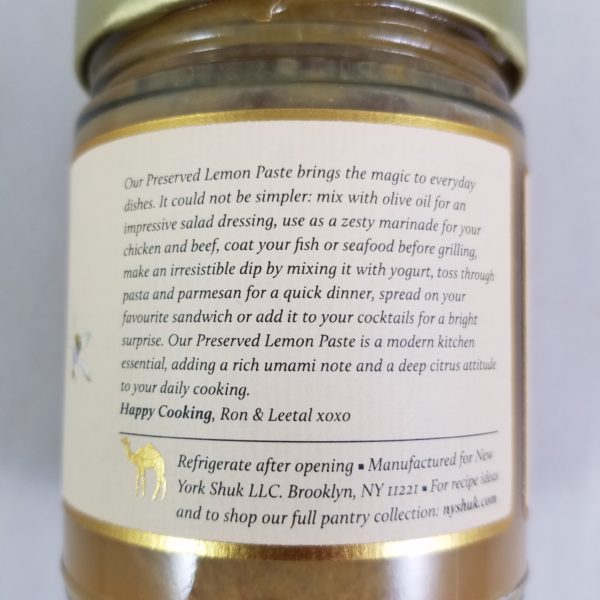 Our Preserved Lemon Paste brings the magic to everyday
dishes. It could not be simpler: mix with olive oil for an
impressive salad dressing, use as a zesty marinade for your
chicken and beef, coat your fish or seafood before grilling,
make an irresistible dip by mixing it with yogurt, toss through
pasta and parmesan for a quick dinner, spread on your
favourite sandwich or add it to your cocktails for a bright
surprise. Our Preserved Lemon Paste is a modern kitchen
essential, adding a rich umami note and a deep citrus attitude
to your daily cooking.
Happy Cooking, Ron & Leetal xoxo
Refrigerate after opening ▪ Manufactured for New
York Shuk LLC. Brooklyn, NY 11221 ▪ For recipe ideas
and to shop our full pantry collection: nyshuk.com
K